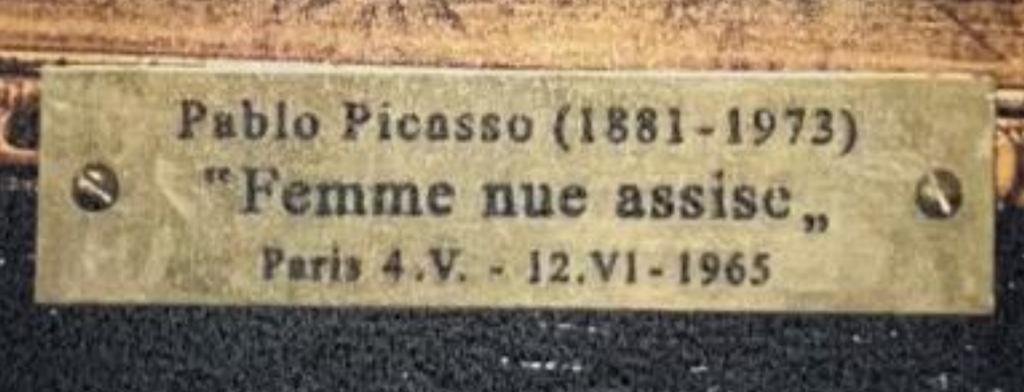 Pablo Picasso (1881-1973)
"Femme nue assise„
Paris 4.V. - 12.VI-1965